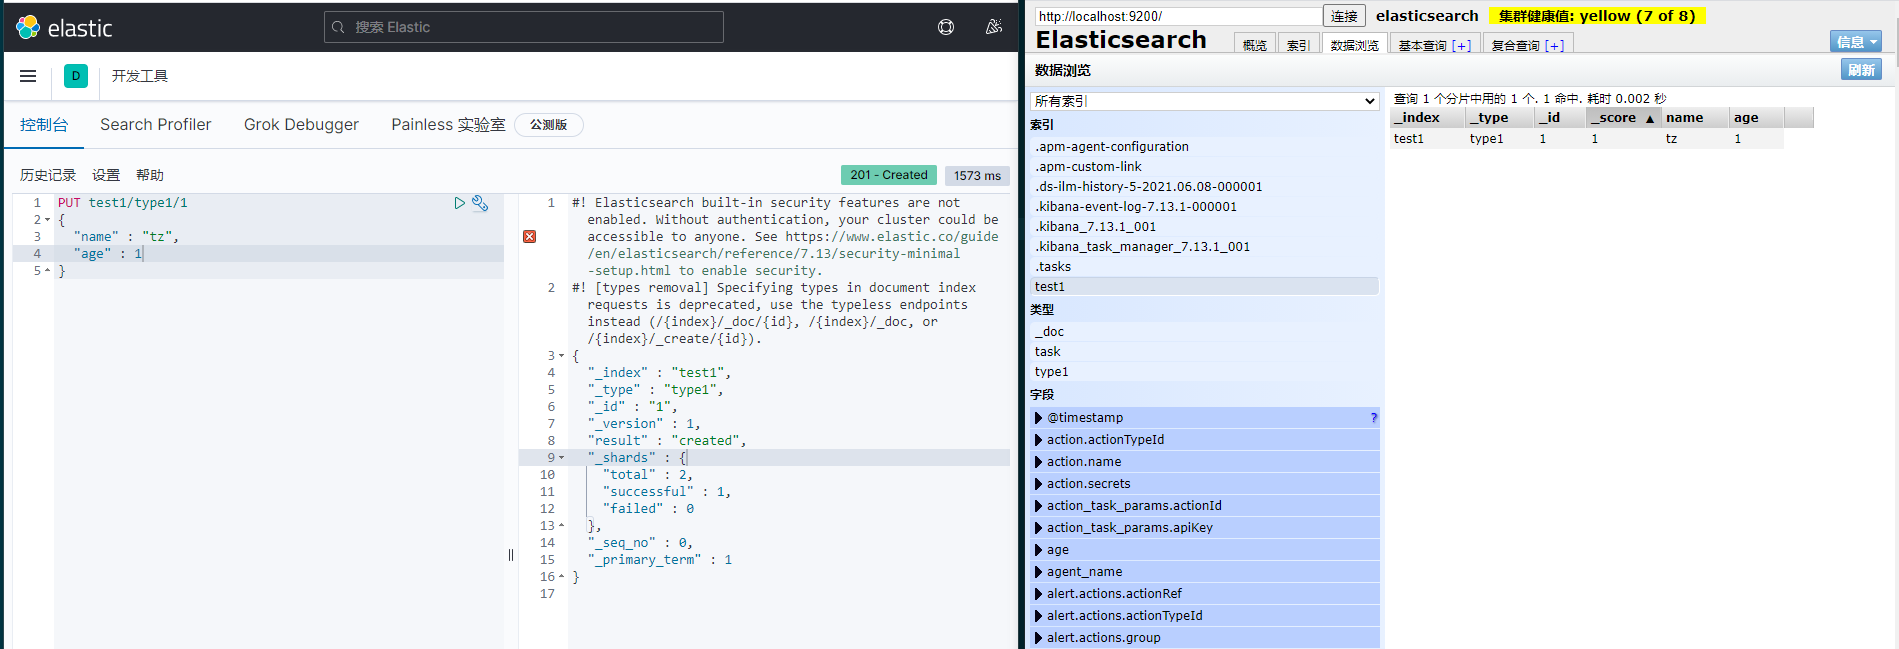 elastic
搜索 Elastic
D
开发工具
控制台 Search Profiler Grok Debugger Painless 实验室 公测版
历史记录 设置 帮助
201 - Created 1573 ms
1 PUT test1/type1/1
2 {
3 "name" : "tz",
4 "age" : 1
5 }
1 #! Elasticsearch built-in security features are not
enabled. Without authentication, your cluster could be
accessible to anyone. See https://www.elastic.co/guide
/en/elasticsearch/reference/7.13/security-minimal
-setup.html to enable security.
2 #! [types removal] Specifying types in document index
requests is deprecated, use the typeless endpoints
instead (/{index}/_doc/{id}, /{index}/_doc, or
/{index}/_create/{id}).
3 {
4 "_index" : "test1",
5 "_type" : "type1",
6 "_id" : "1",
7 "_version" : 1,
8 "result" : "created",
9 "_shards" : {
10 "total" : 2,
11 "successful" : 1,
12 "failed" : 0
13 },
14 "_seq_no" : 0,
15 "_primary_term" : 1
16 }
17
http://localhost:9200/ 连接 elasticsearch 集群健康值: yellow (7 of 8)
Elasticsearch 概览 索引 数据浏览 基本查询 [+] 复合查询 [+] 信息
数据浏览 刷新
所有索引
索引
.apm-agent-configuration
.apm-custom-link
.ds-ilm-history-5-2021.06.08-000001
.kibana-event-log-7.13.1-000001
.kibana_7.13.1_001
.kibana_task_manager_7.13.1_001
.tasks
test1
类型
_doc
task
type1
字段
@timestamp ?
action.actionTypeId
action.name
action.secrets
action_task_params.actionId
action_task_params.apiKey
age
agent_name
alert.actions.actionRef
alert.actions.actionTypeId
alert.actions.group
查询 1 个分片中用的 1 个. 1 命中. 耗时 0.002 秒
_index _type _id _score ▲ name age
test1 type1 1 1 tz 1